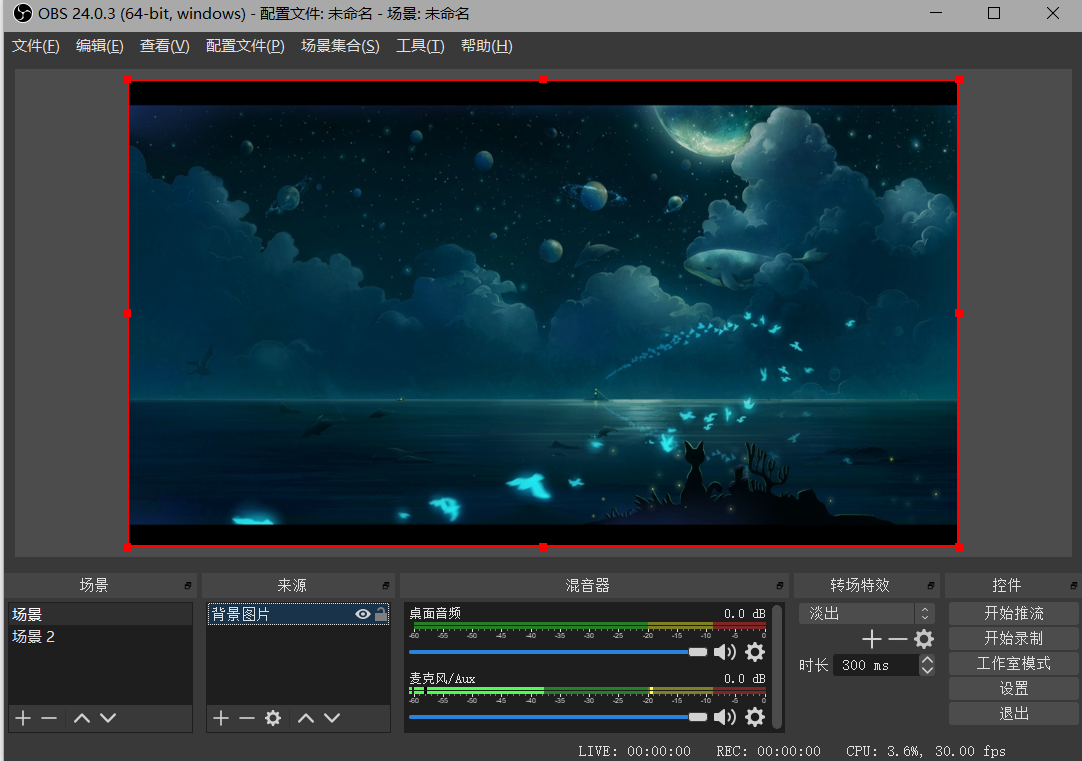 OBS 24.0.3 (64-bit, windows) - 配置文件: 未命名 - 场景: 未命名
文件(F) 编辑(E) 查看(V) 配置文件(P) 场景集合(S) 工具(T) 帮助(H)
场景 来源 混音器 转场特效 控件
场景
场景 2
背景图片
桌面音频 0.0 dB
-60 -55 -50 -45 -40 -35 -30 -25 -20 -15 -10 -5 0
麦克风/Aux 0.0 dB
-60 -55 -50 -45 -40 -35 -30 -25 -20 -15 -10 -5 0
淡出
时长 300 ms
开始推流
开始录制
工作室模式
设置
退出
LIVE: 00:00:00 REC: 00:00:00 CPU: 3.6%, 30.00 fps